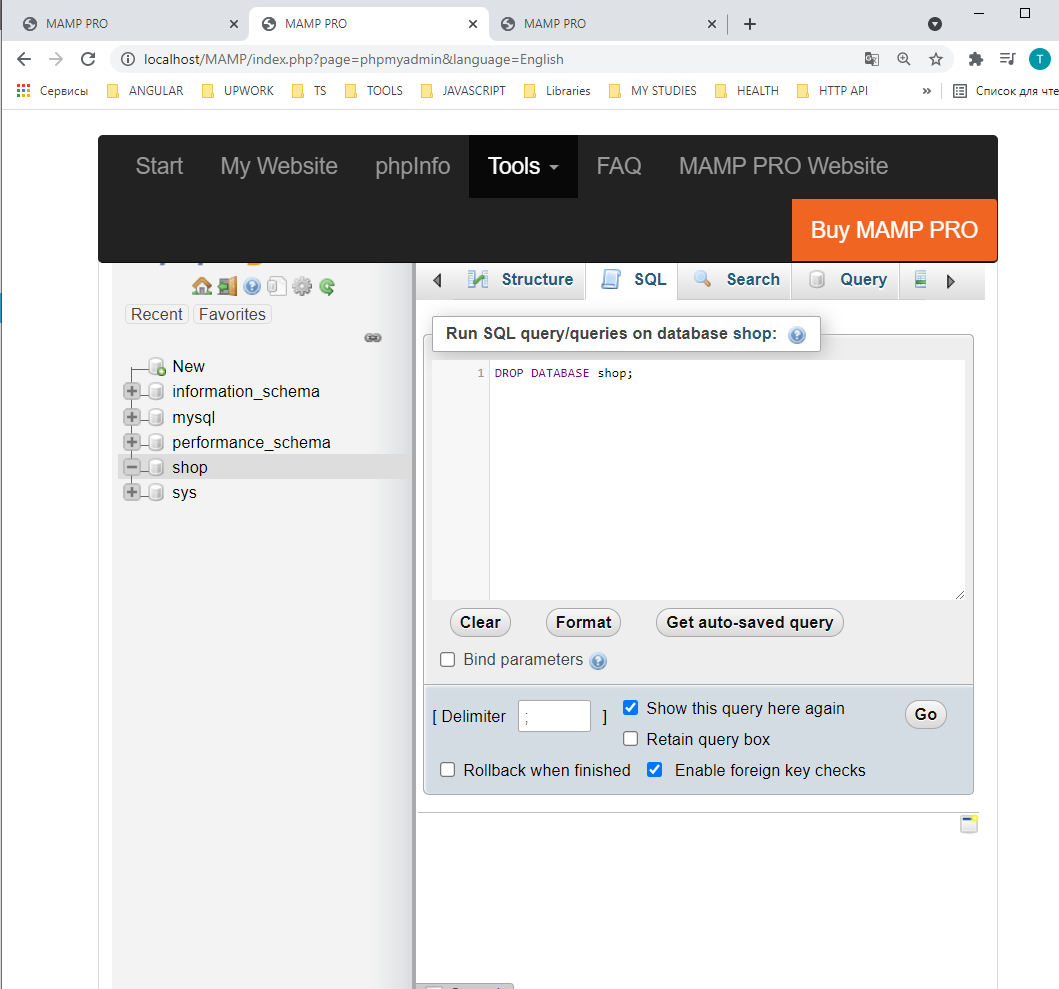 MAMP PRO
MAMP PRO
MAMP PRO
localhost/MAMP/index.php?page=phpmyadmin&language=English
T
Сервисы ANGULAR UPWORK TS TOOLS JAVASCRIPT Libraries MY STUDIES HEALTH HTTP API » Список для чте
Start My Website phpInfo Tools FAQ MAMP PRO Website
Buy MAMP PRO
Recent Favorites
New
information_schema
mysql
performance_schema
shop
sys
Structure SQL Search Query
Run SQL query/queries on database shop:
1 DROP DATABASE shop;
Clear Format Get auto-saved query
Bind parameters
[ Delimiter ; ] Show this query here again Go
Retain query box
Rollback when finished Enable foreign key checks